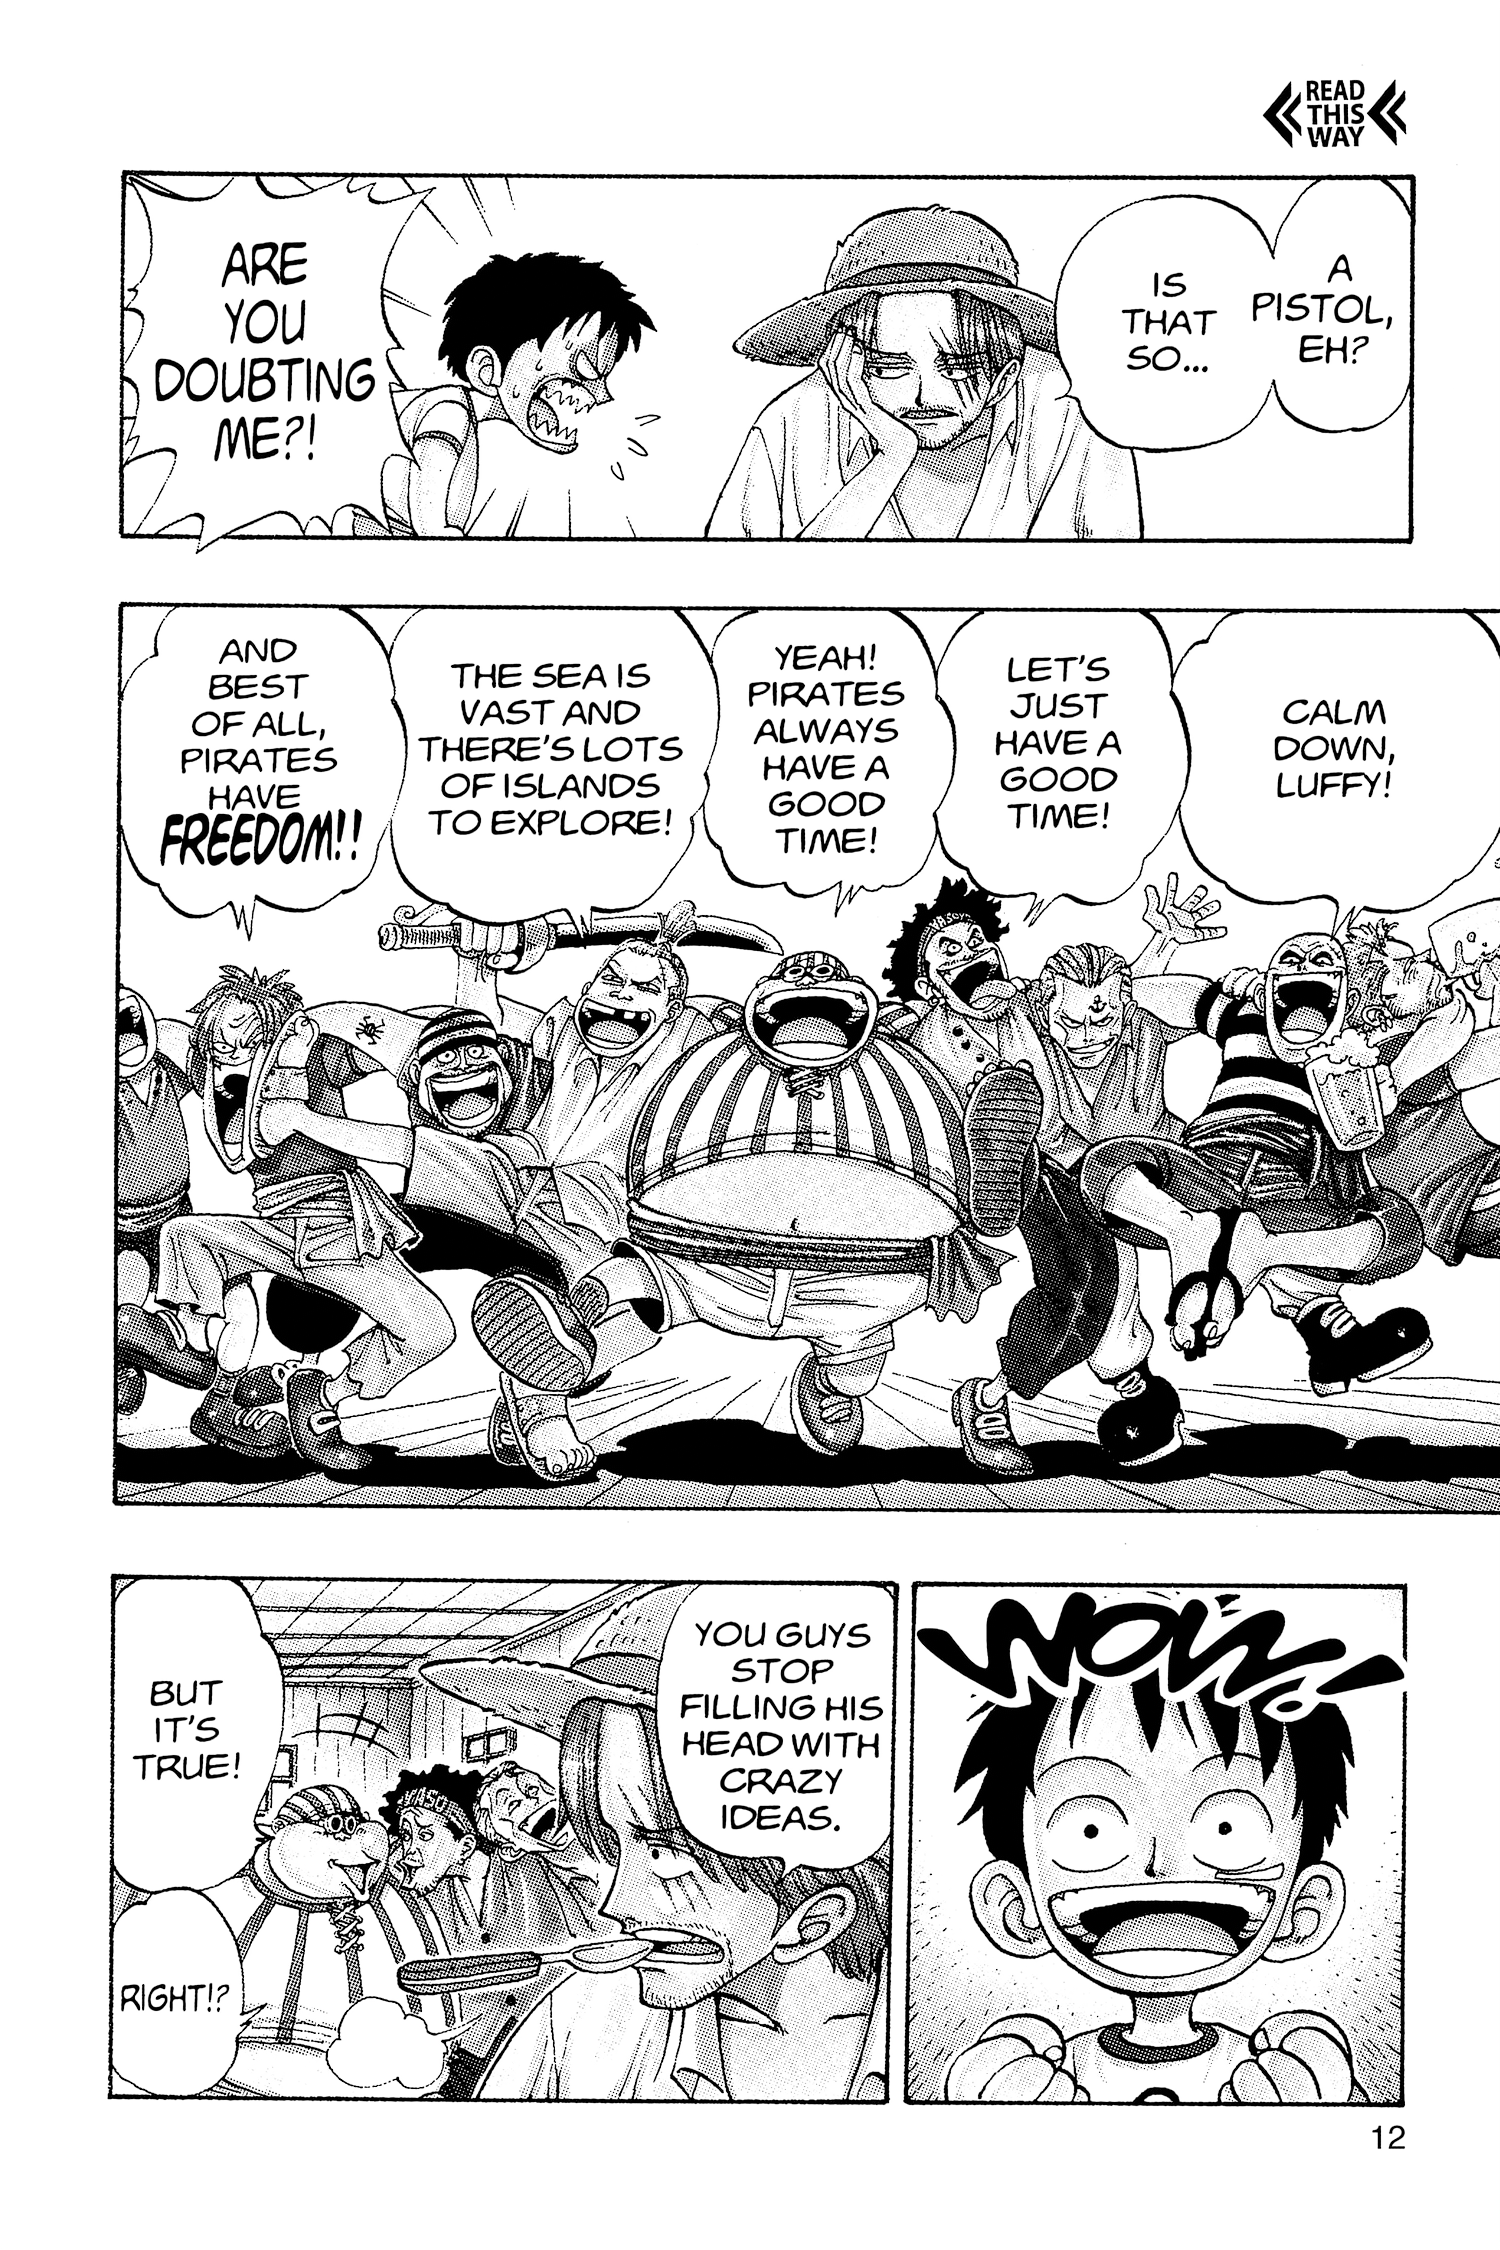 READ
THIS
WAY
A
PISTOL,
EH?
IS
THAT
SO...
ARE
YOU
DOUBTING
ME?!
CALM
DOWN,
LUFFY!
LET'S
JUST
HAVE A
GOOD
TIME!
YEAH!
PIRATES
ALWAYS
HAVE A
GOOD
TIME!
THE SEA IS
VAST AND
THERE'S LOTS
OF ISLANDS
TO EXPLORE!
AND
BEST
OF ALL,
PIRATES
HAVE
FREEDOM!!
YASOPP
WOW!
YOU GUYS
STOP
FILLING HIS
HEAD WITH
CRAZY
IDEAS.
BUT
IT'S
TRUE!
YASO
RIGHT!?
12